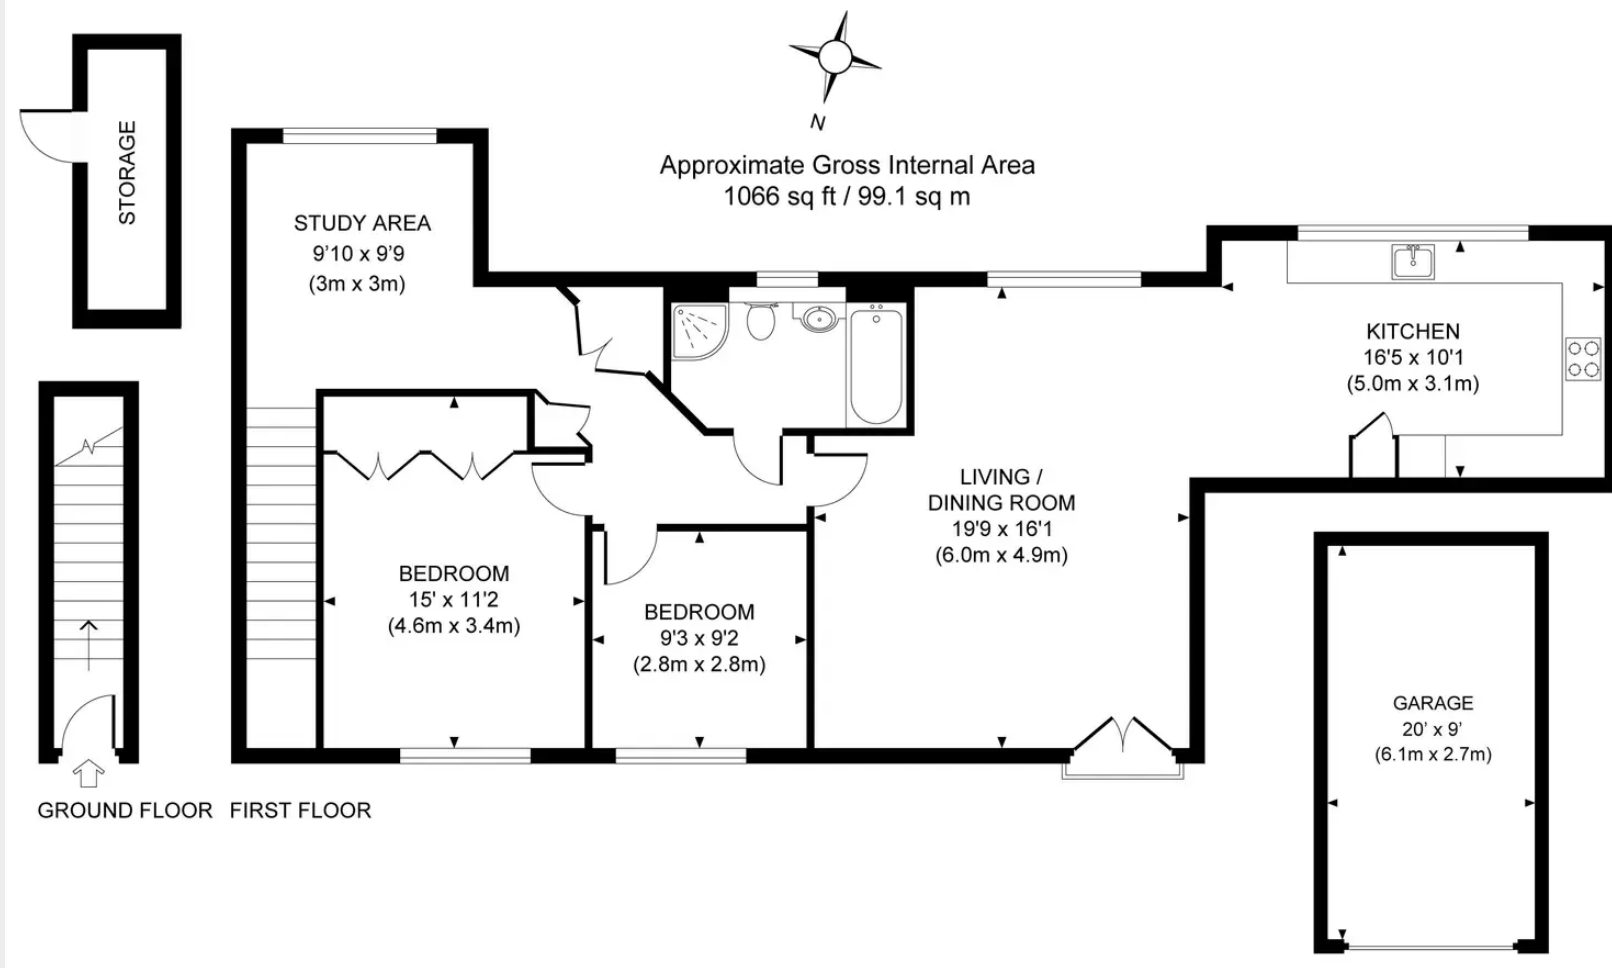 N
Approximate Gross Internal Area
1066 sq ft / 99.1 sq m
STORAGE
STUDY AREA
9’10 x 9’9
(3m x 3m)
KITCHEN
16'5 x 10'1
(5.0m x 3.1m)
LIVING /
DINING ROOM
19'9 x 16'1
(6.0m x 4.9m)
N
BEDROOM
15' x 11'2
(4.6m x 3.4m)
BEDROOM
9'3 x 9'2
(2.8m x 2.8m)
GARAGE
20’ x 9’
(6.1m x 2.7m)
GROUND FLOOR
FIRST FLOOR